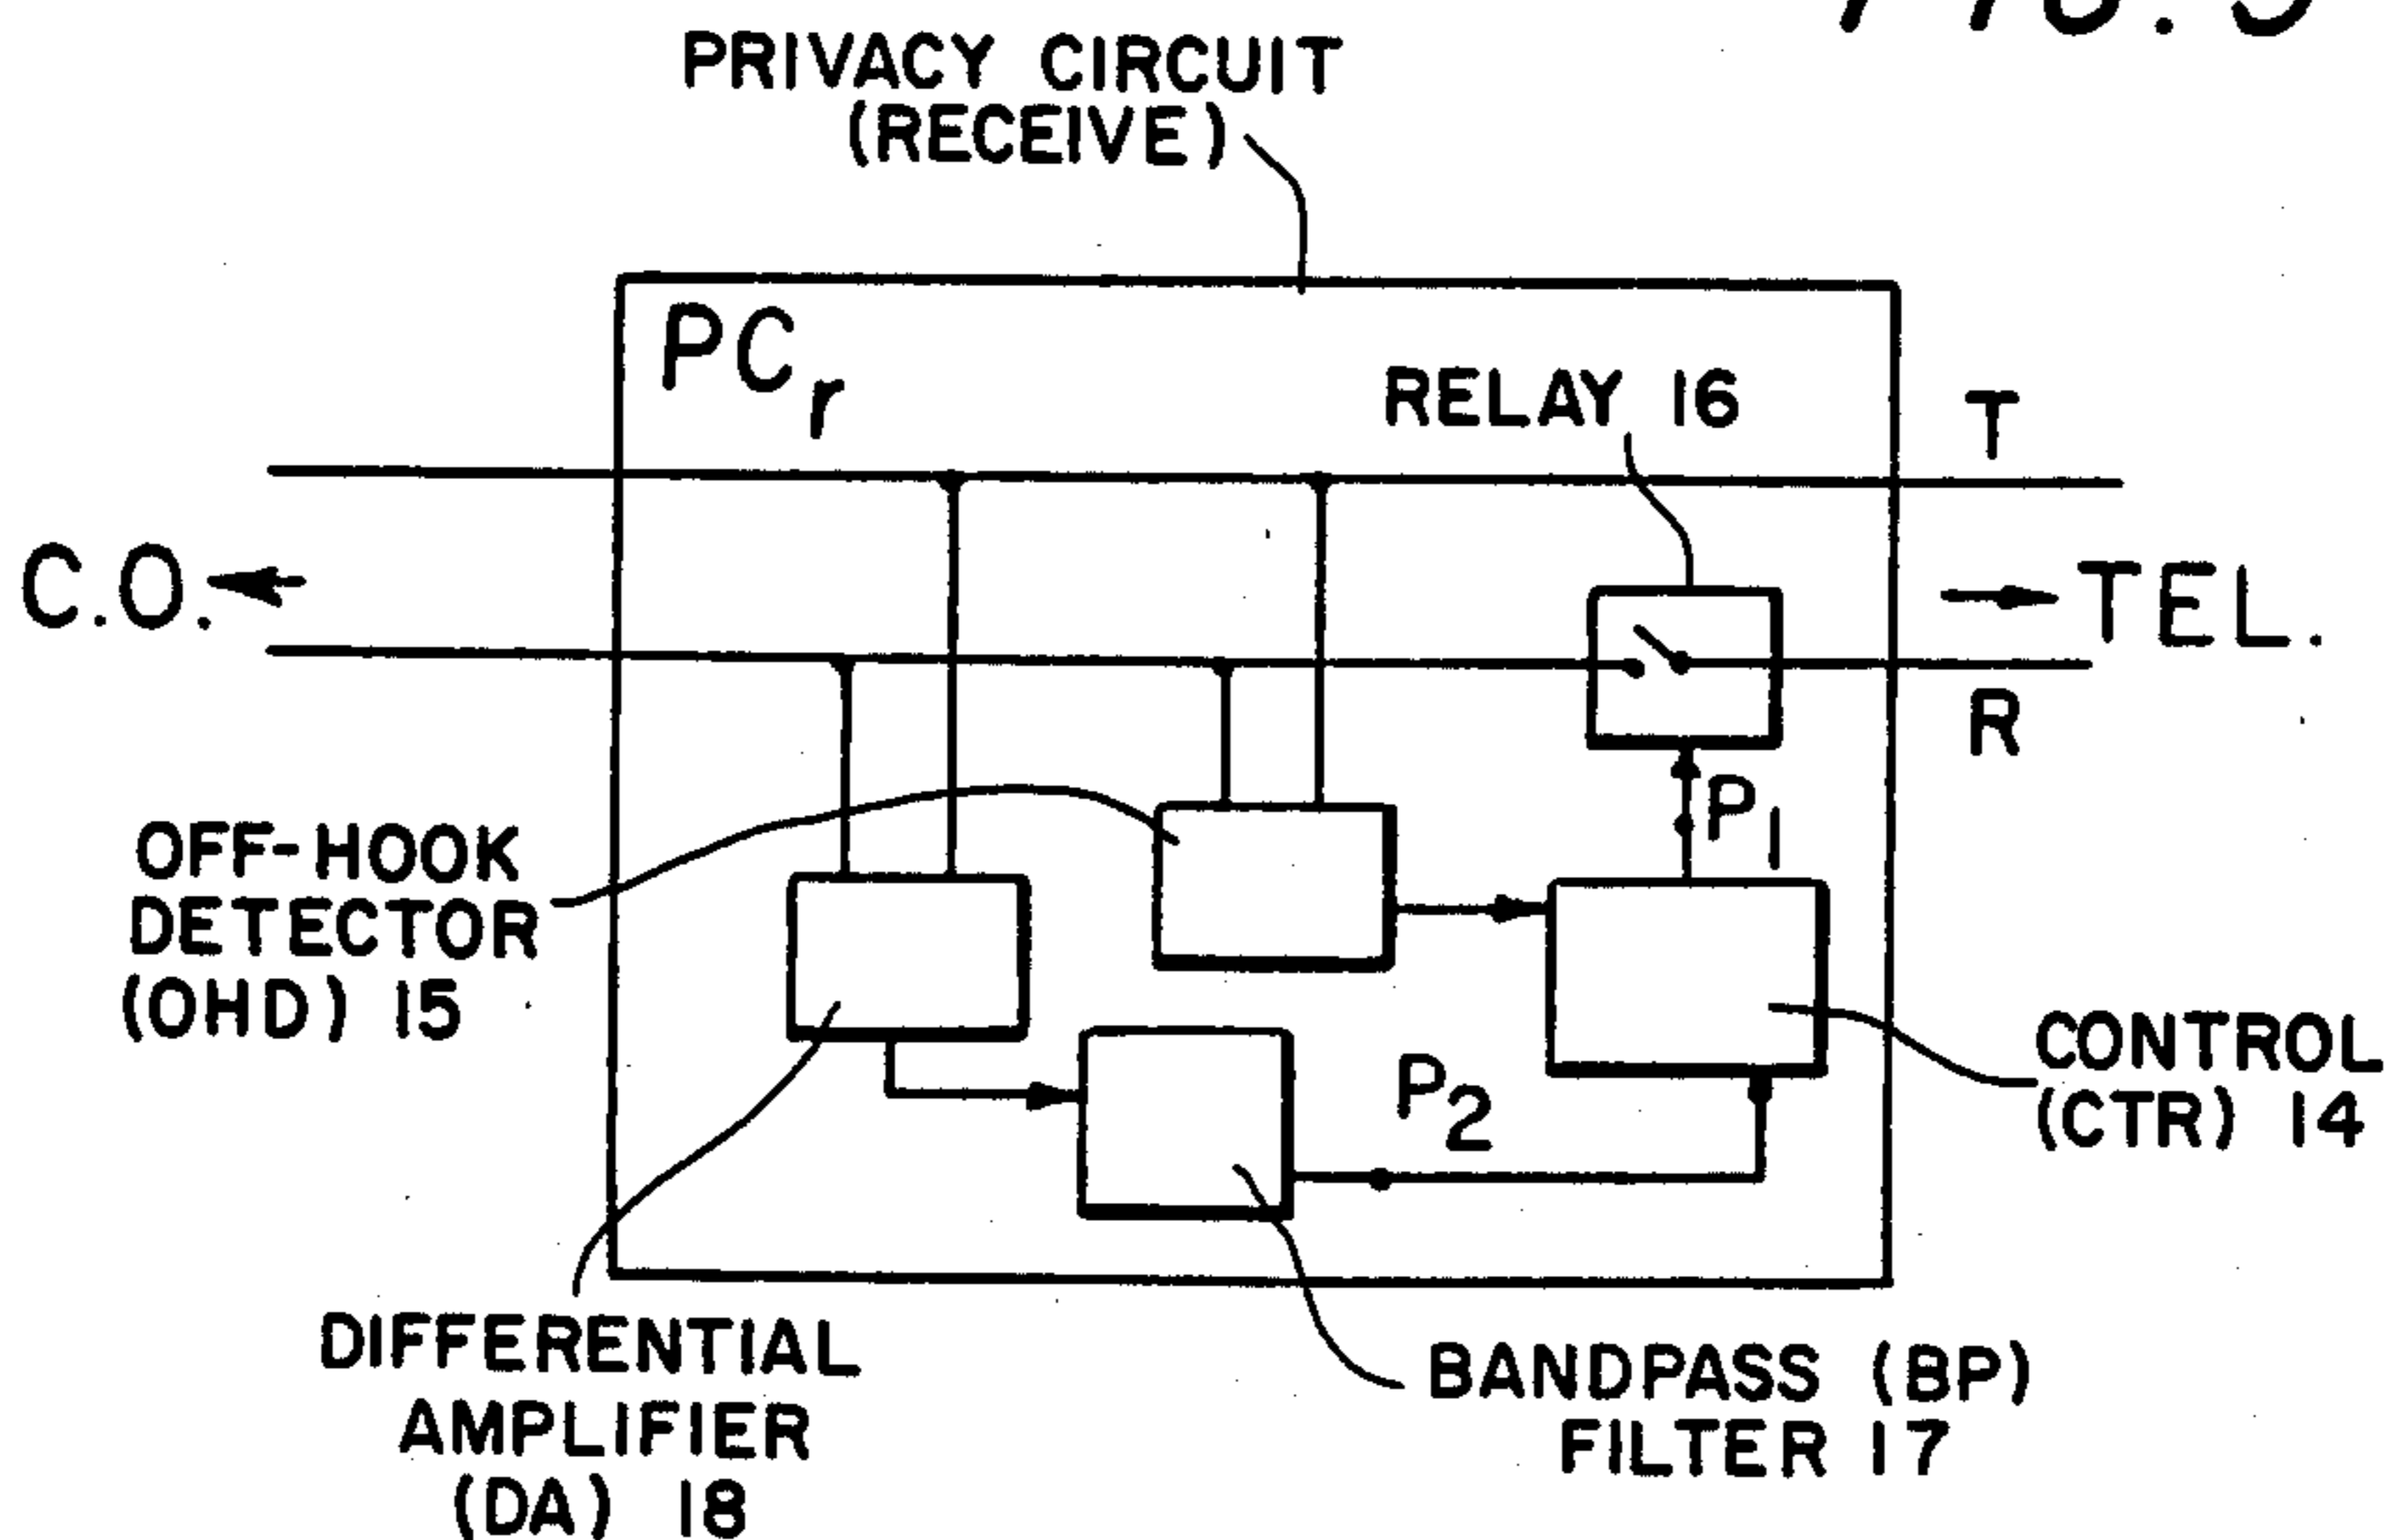 PRIVACY CIRCUIT
(RECEIVE)
PCr
RELAY 16
T
C.O.
TEL.
R
P1
OFF-HOOK
DETECTOR
(OHD) 15
P2
CONTROL
(CTR) 14
DIFFERENTIAL
AMPLIFIER
(DA) 18
BANDPASS (BP)
FILTER 17